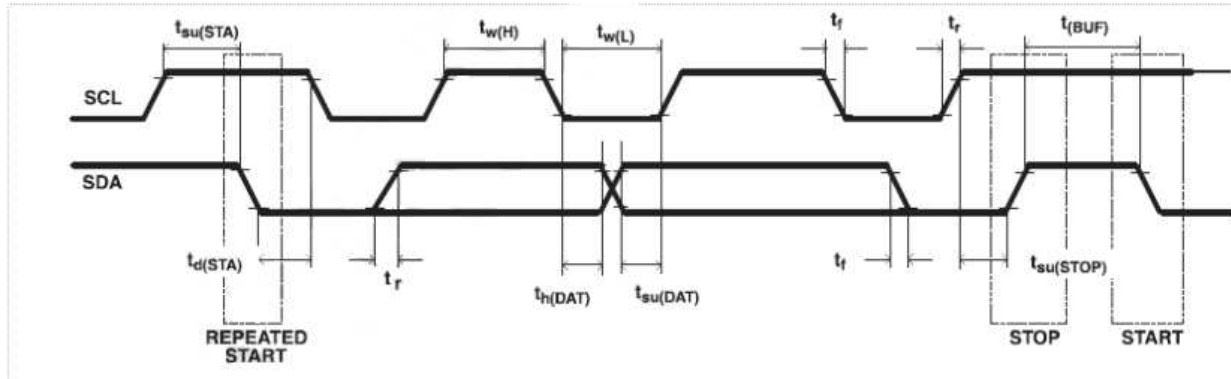 tsu(STA)
tw(H)
tw(L)
tf
tr
t(BUF)
SCL
SDA
td(STA)
tr
th(DAT)
tsu(DAT)
tf
tsu(STOP)
REPEATED
START
STOP
START